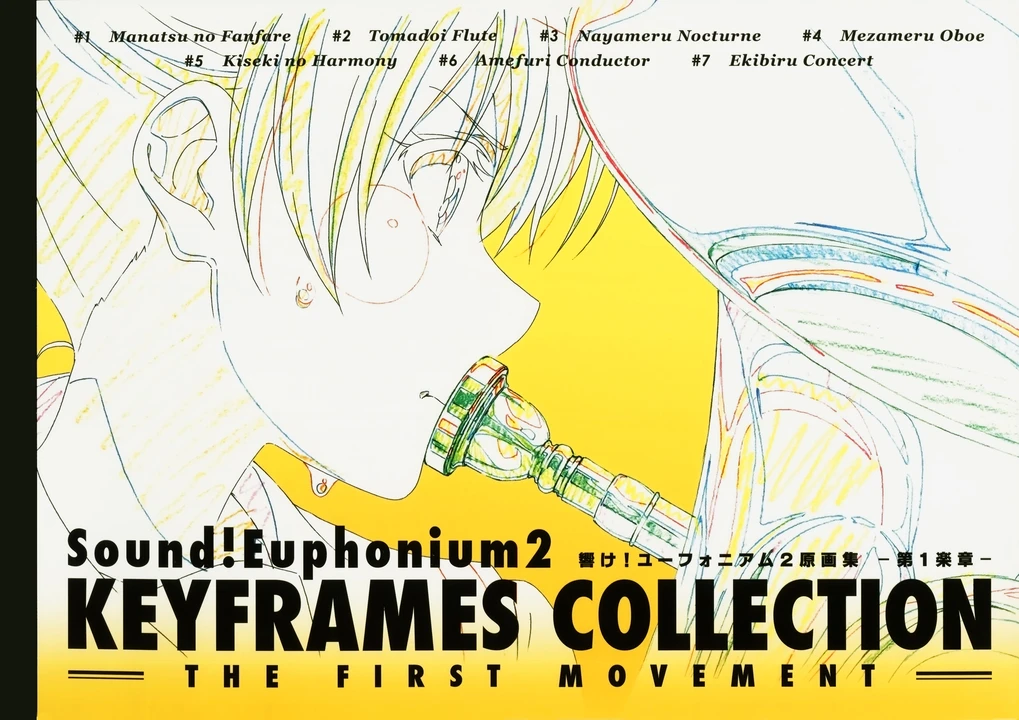 #1 Manatsu no Fanfare #2 Tomadoi Flute #3 Nayameru Nocturne #4 Mezameru Oboe
#5 Kiseki no Harmony #6 Amefuri Conductor #7 Ekibiru Concert
Sound!Euphonium2 響け!ユーフォニアム2原画集 −第1楽章−
KEYFRAMES COLLECTION
THE FIRST MOVEMENT